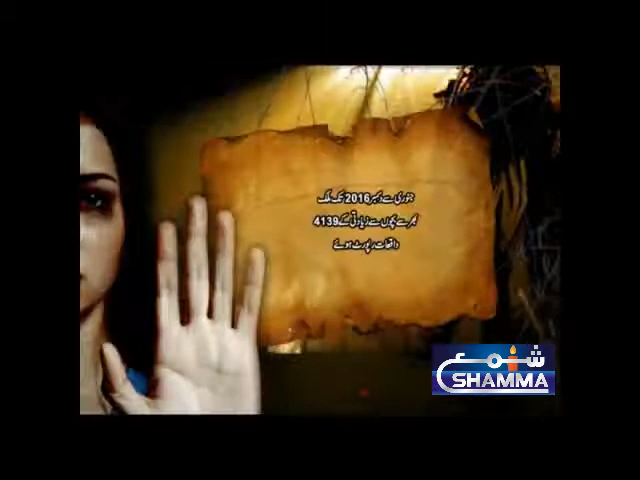 جنوری سے دسمبر 2016 تک ملک
بھر سے بچوں سے زیادتی کے 4139
واقعات رپورٹ ہوئے
شمع
SHAMMA